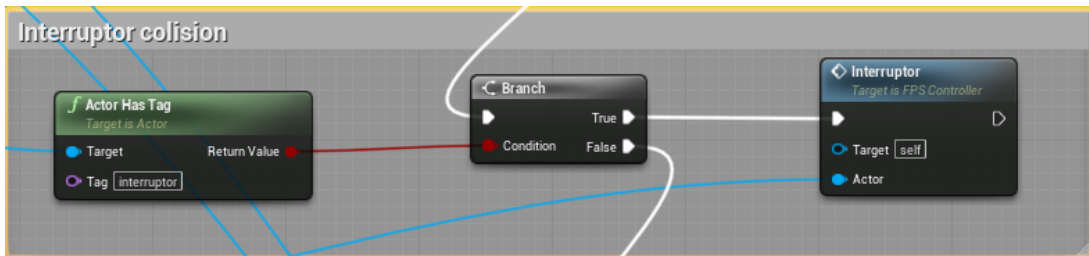 Interruptor colision
Actor Has Tag
Target is Actor
Target
Return Value
Tag interruptor
Branch
True
Condition
False
Interruptor
Target is FPS Controller
Target self
Actor